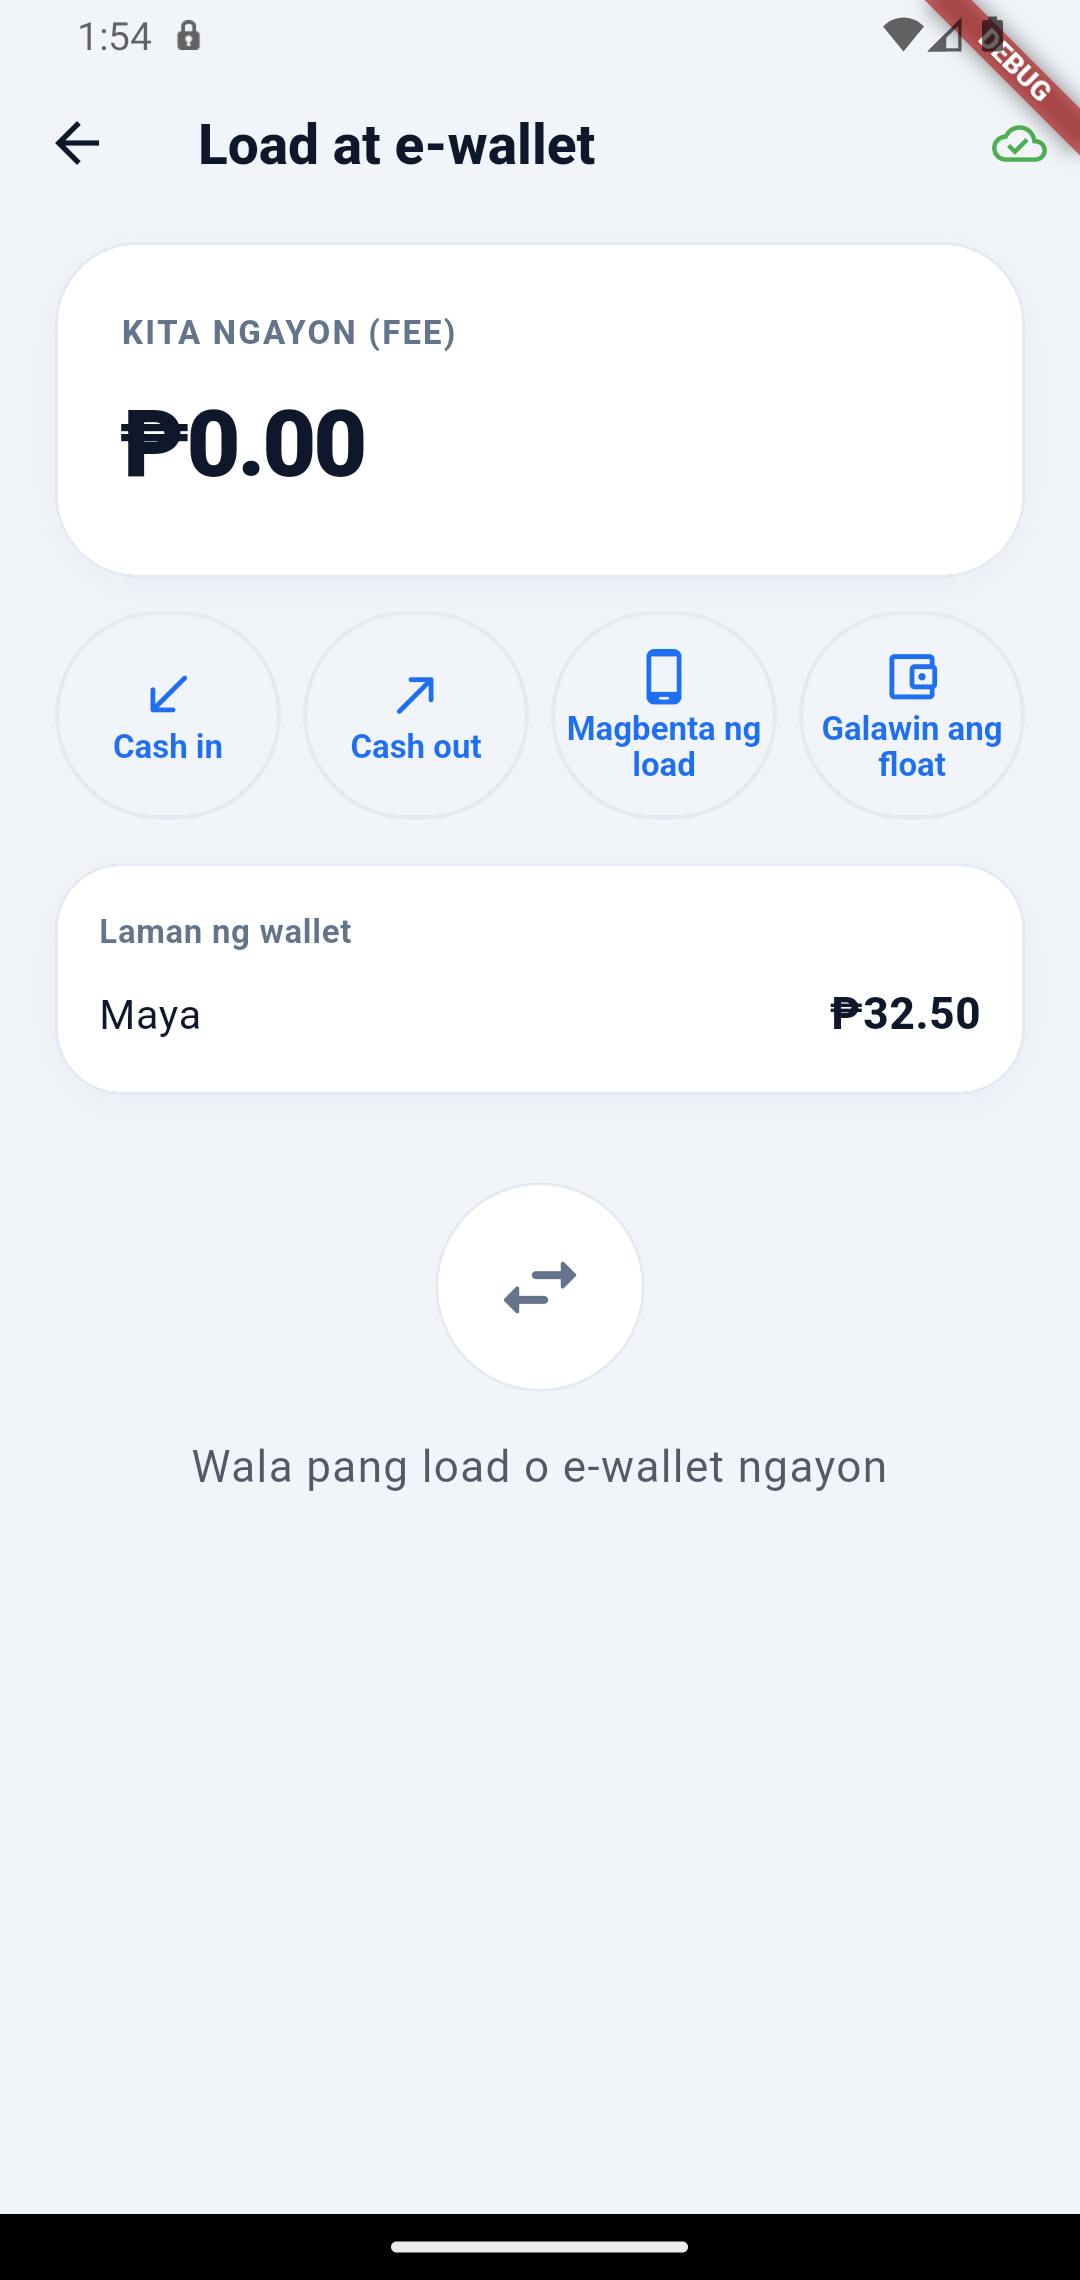 1:54
DEBUG
Load at e-wallet
KITA NGAYON (FEE)
₱0.00
Cash in
Cash out
Magbenta ng
load
Galawin ang
float
Laman ng wallet
Maya
₱32.50
Wala pang load o e-wallet ngayon